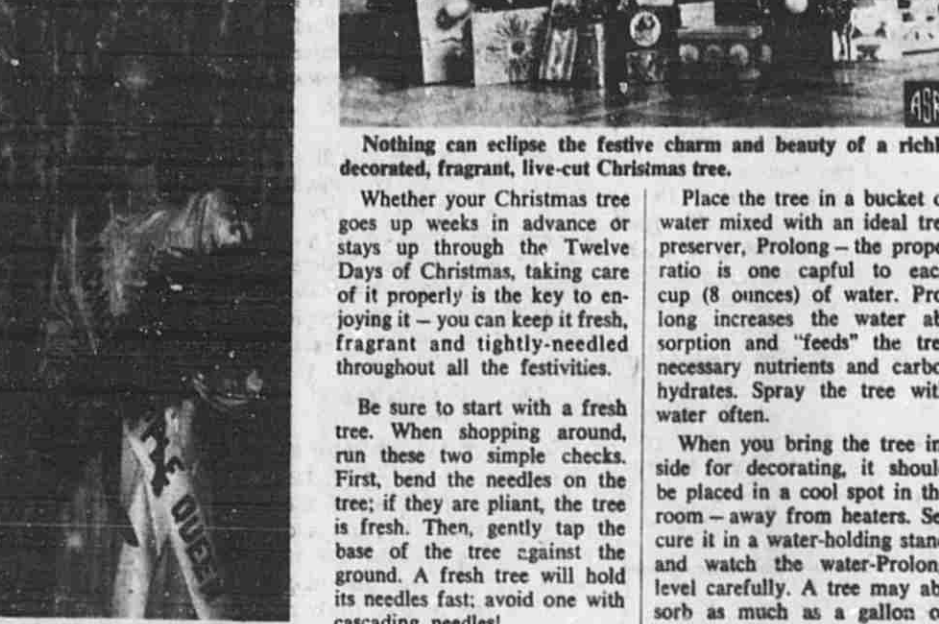 Nothing can eclipse the festive charm and beauty of a richl
decorated, fragrant, live-cut Christmas tree.
Whether your Christmas tree
goes up weeks in advance or
stays up through the Twelve
Days of Christmas, taking care
of it properly is the key to en-
joying it — you can keep it fresh,
fragrant and tightly-needled
throughout all the festivities.
Be sure to start with a fresh
tree. When shopping around,
run these two simple checks.
First, bend the needles on the
tree; if they are pliant, the tree
is fresh. Then, gently tap the
base of the tree against the
ground. A fresh tree will hold
its needles fast; avoid one with
cascading needles!
Place the tree in a bucket o
water mixed with an ideal tre
preserver, Prolong — the prope
ratio is one capful to eac
cup (8 ounces) of water. Pro
long increases the water ab
sorption and "feeds" the tre
necessary nutrients and carbo
hydrates. Spray the tree wit
water often.
When you bring the tree in
side for decorating, it shoul
be placed in a cool spot in th
room — away from heaters. Se
cure it in a water-holding stan
and watch the water-Prolon
level carefully. A tree may ab
sorb as much as a gallon o
QUEEN